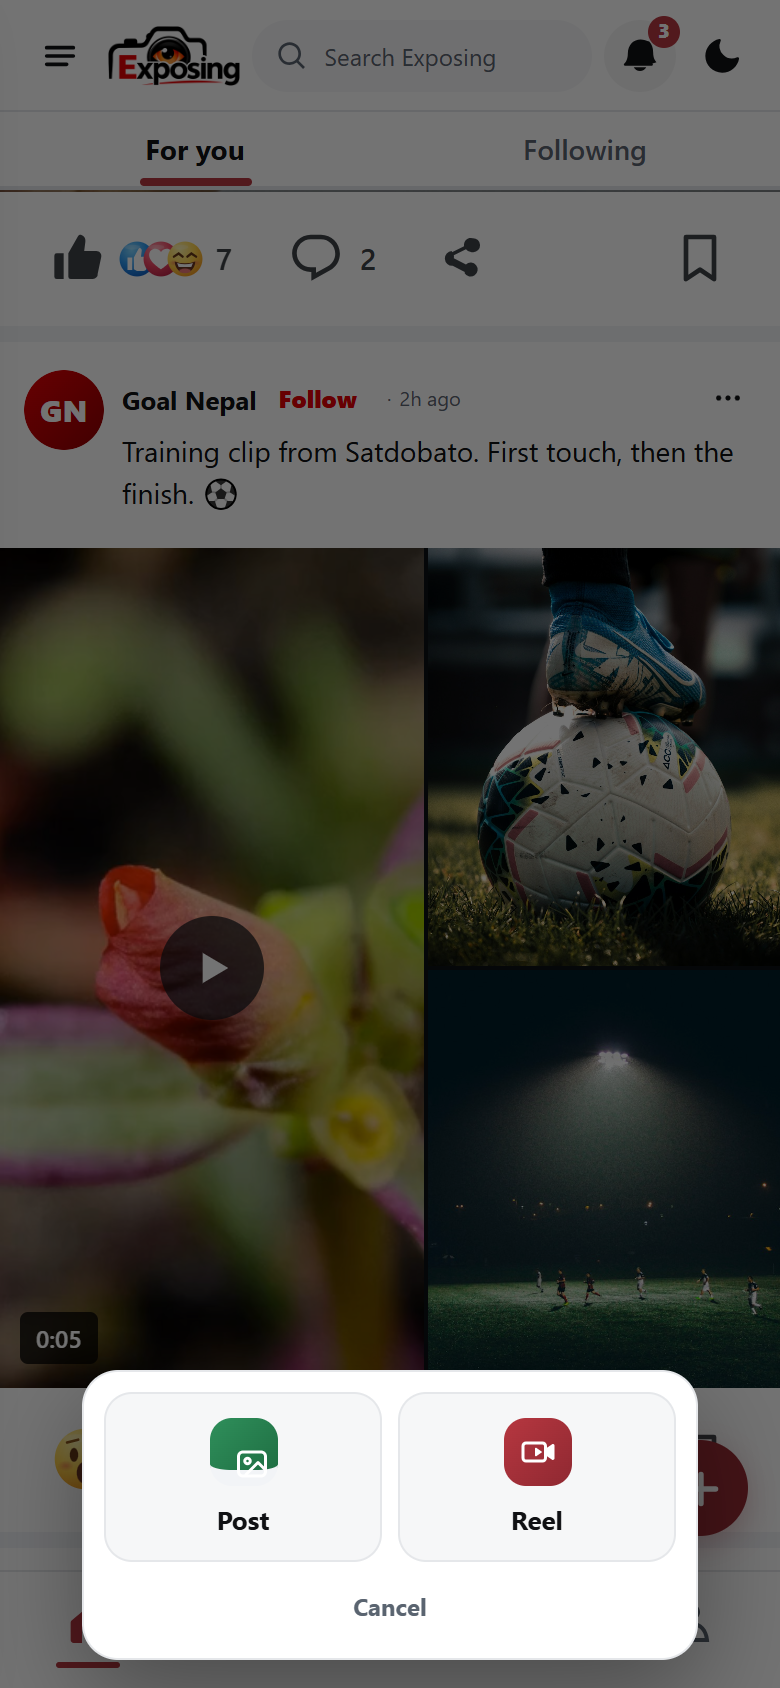 Exposing
Search Exposing
3
For you
Following
7
2
GN
Goal Nepal Follow · 2h ago
Training clip from Satdobato. First touch, then the
finish. ⚽
0:05
Post
Reel
Cancel